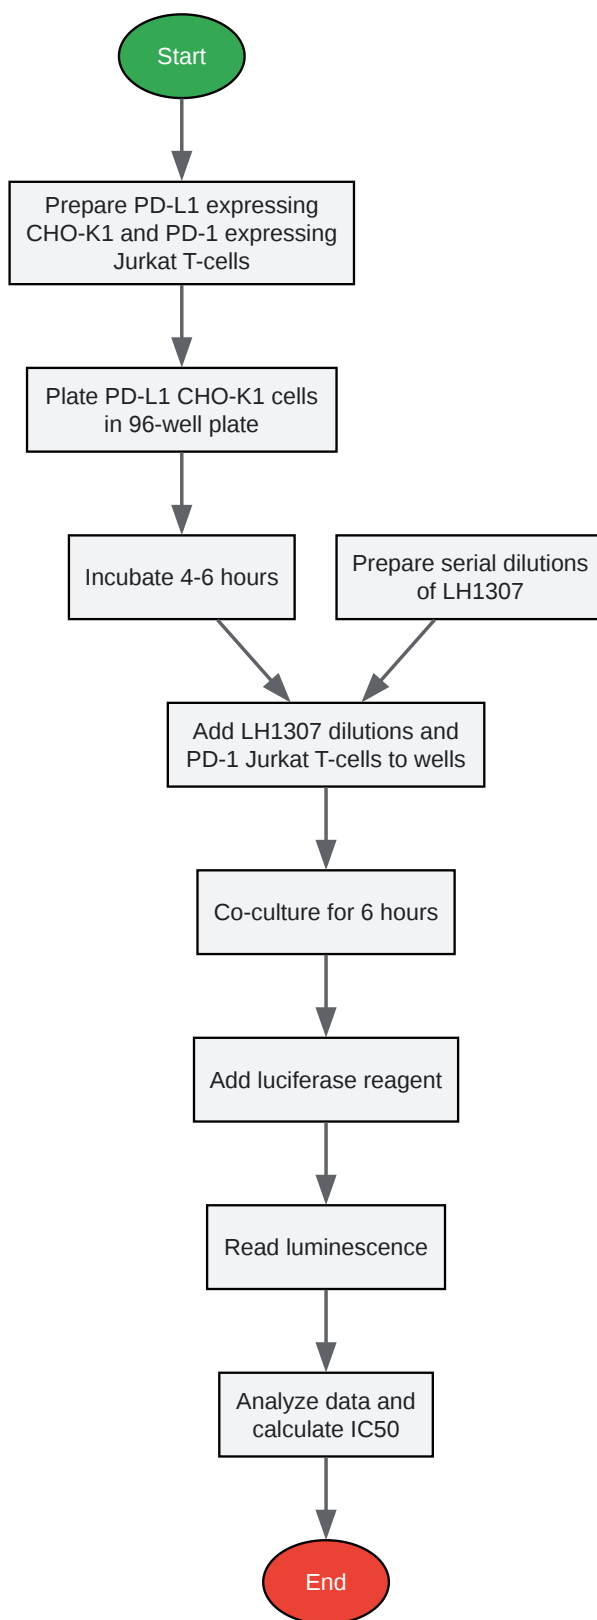 Start
Prepare PD-L1 expressing
CHO-K1 and PD-1 expressing
Jurkat T-cells
Plate PD-L1 CHO-K1 cells
in 96-well plate
Incubate 4-6 hours
Prepare serial dilutions
of LH1307
Add LH1307 dilutions and
PD-1 Jurkat T-cells to wells
Co-culture for 6 hours
Add luciferase reagent
Read luminescence
Analyze data and
calculate IC50
End